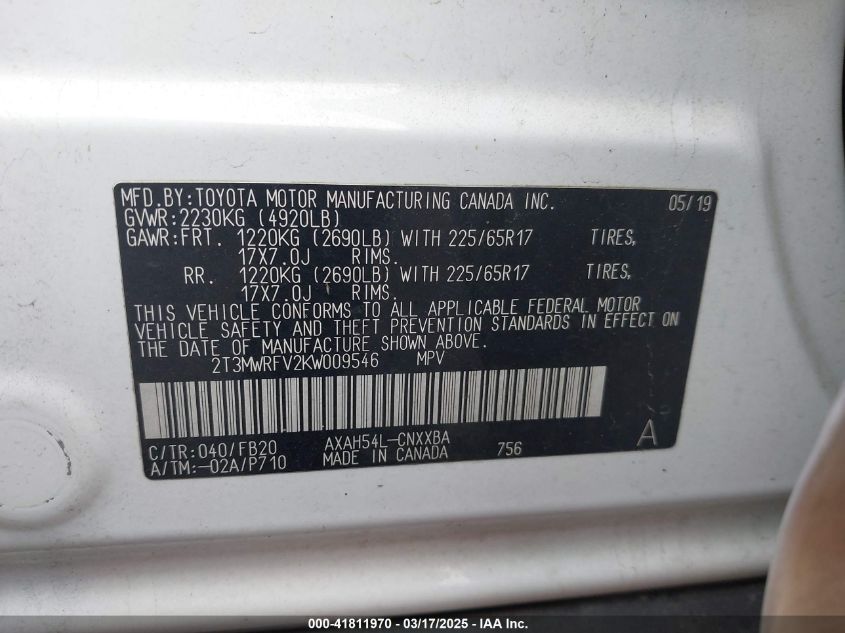 MFD.BY:TOYOTA MOTOR MANUFACTURING CANADA INC. 05/19
GVWR:2230KG (4920LB)
GAWR:FRT. 1220KG (2690LB) WITH 225/65R17 TIRES,
17X7.0J RIMS.
RR. 1220KG (2690LB) WITH 225/65R17 TIRES,
17X7.0J RIMS.
THIS VEHICLE CONFORMS TO ALL APPLICABLE FEDERAL MOTOR
VEHICLE SAFETY AND THEFT PREVENTION STANDARDS IN EFFECT ON
THE DATE OF MANUFACTURE SHOWN ABOVE.
2T3MWRFV2KW009546 MPV
C/TR:040/FB20 AXAH54L-CNXXBA A
A/TM:-02A/P710 MADE IN CANADA 756
000-41811970 - 03/17/2025 - IAA Inc.